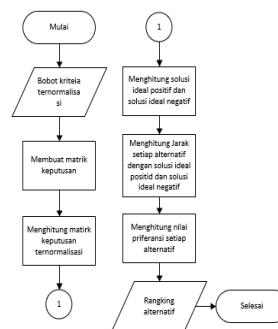 Mulai
Bobot kriteia
ternormalisa
si
Membuat matrik
keputusan
Menghitung matirk
keputusan
ternormalisasi
1
1
Menghitung solusi
ideal positif dan
solusi ideal negatif
Menghitung Jarak
setiap alternatif
dengan solusi ideal
positid dan solusi
ideal negatif
Menghitung nilai
priferansi setiap
alternatif
Rangking
alternatif
Selesai